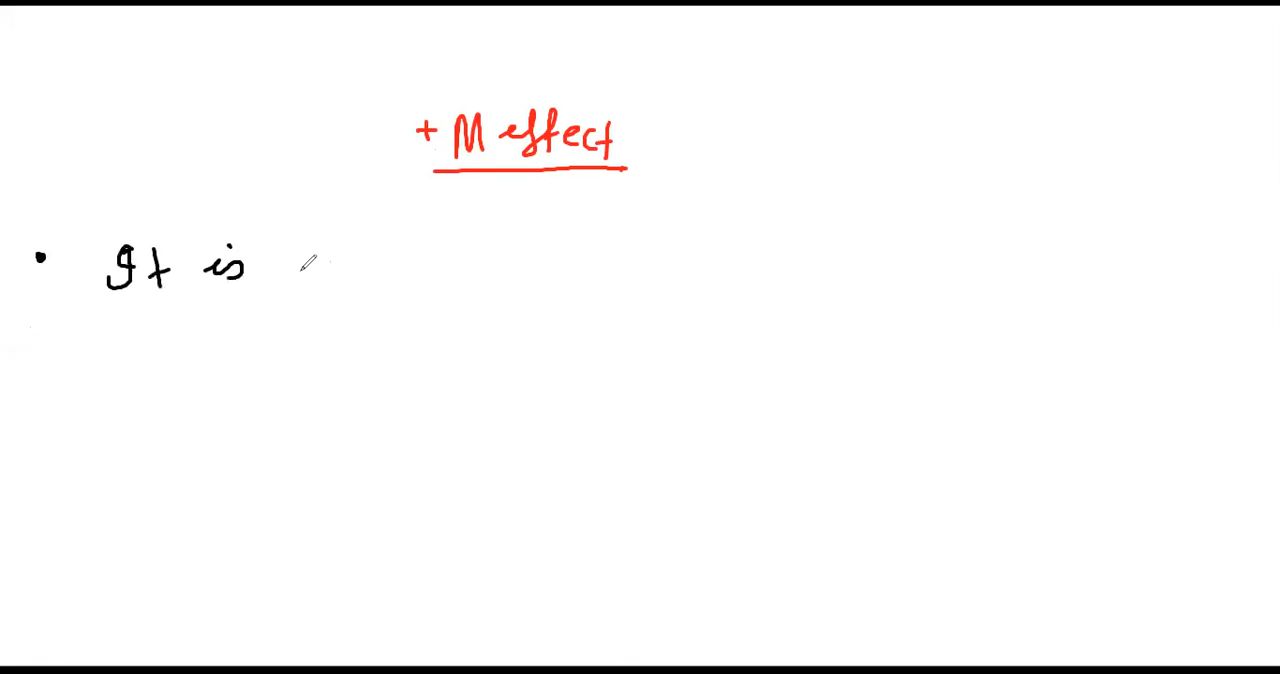 + M effect
• It is